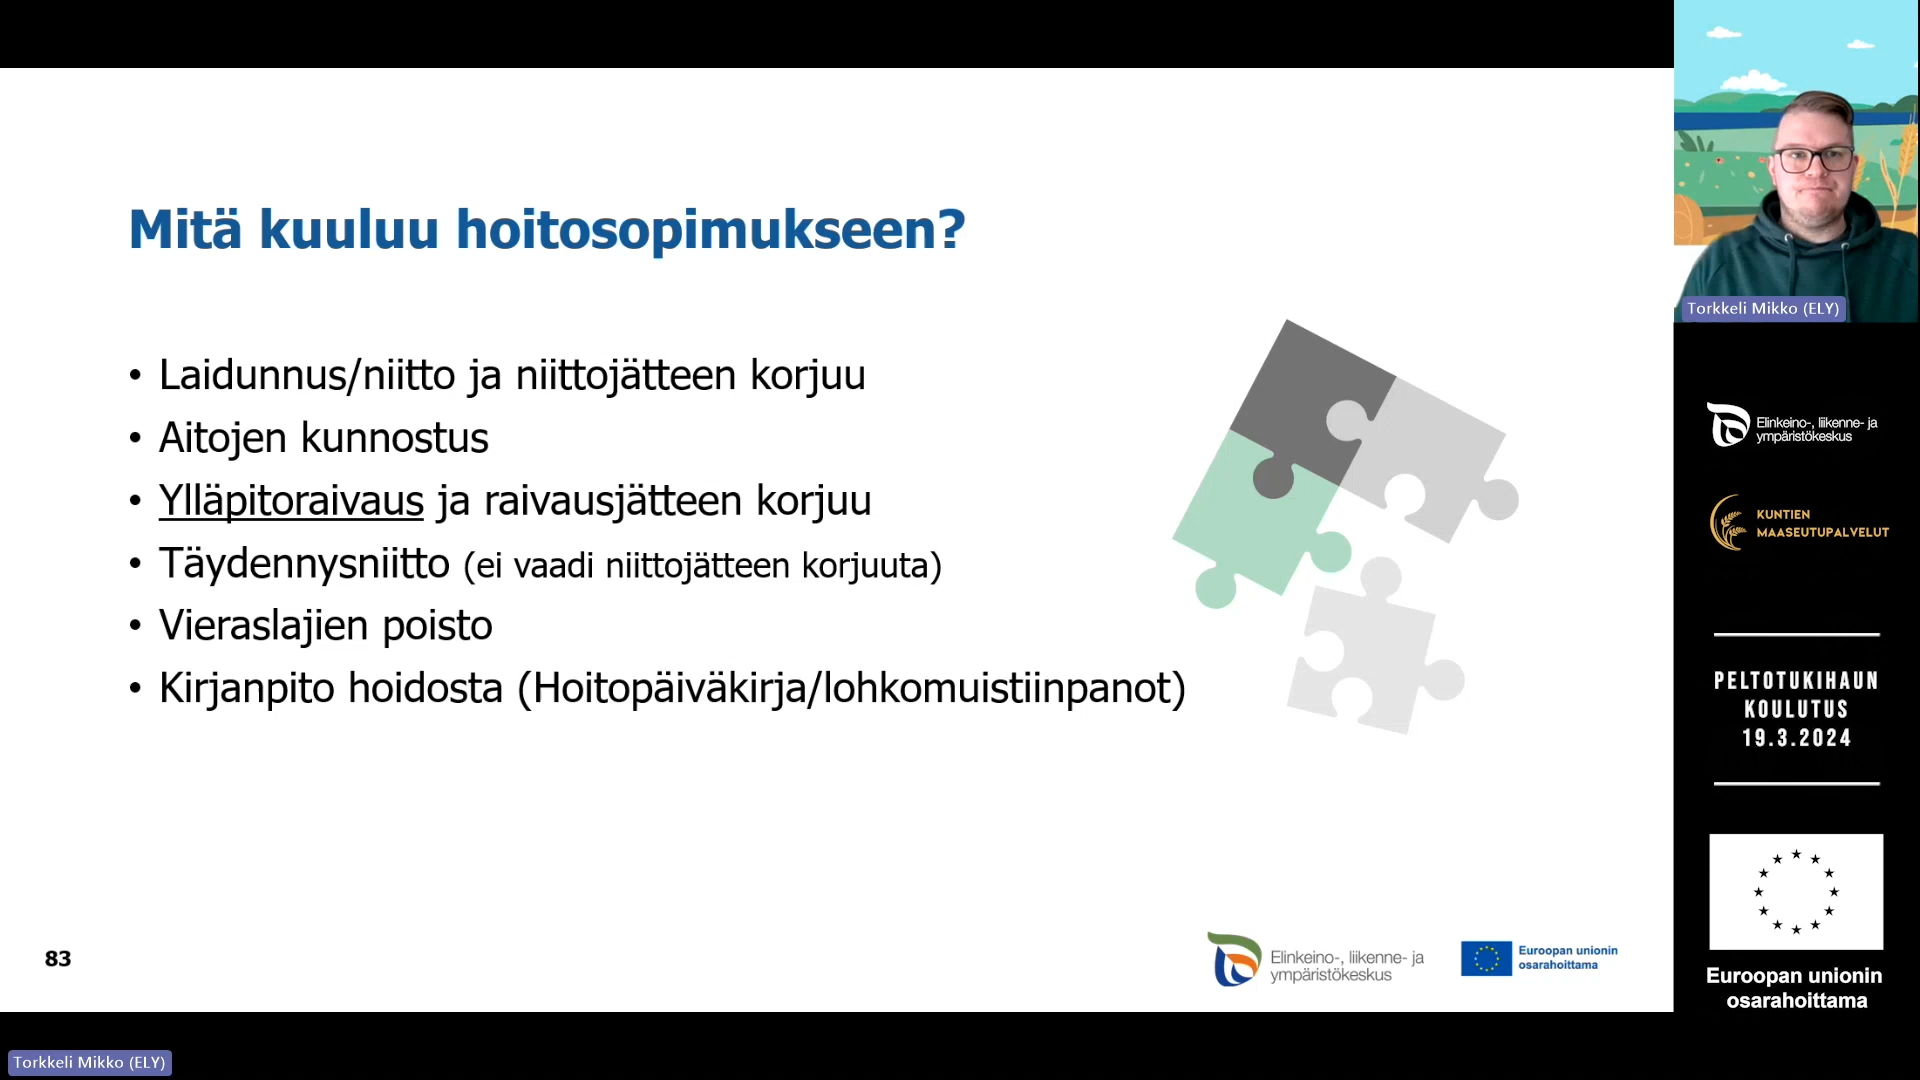 Mitä kuuluu hoitosopimukseen?
• Laidunnus/niitto ja niittojätteen korjuu
• Aitojen kunnostus
• Ylläpitoraivaus ja raivausjätteen korjuu
• Täydennysniitto (ei vaadi niittojätteen korjuuta)
• Vieraslajien poisto
• Kirjanpito hoidosta (Hoitopäiväkirja/lohkomuistiinpanot)
83
Elinkeino-, liikenne- ja
ympäristökeskus
Euroopan unionin
osarahoittama
Torkkeli Mikko (ELY)
Torkkeli Mikko (ELY)
Elinkeino-, liikenne- ja
ympäristökeskus
KUNTIEN
MAASEUTUPALVELUT
PELTOTUKIHAUN
KOULUTUS
19.3.2024
Euroopan unionin
osarahoittama